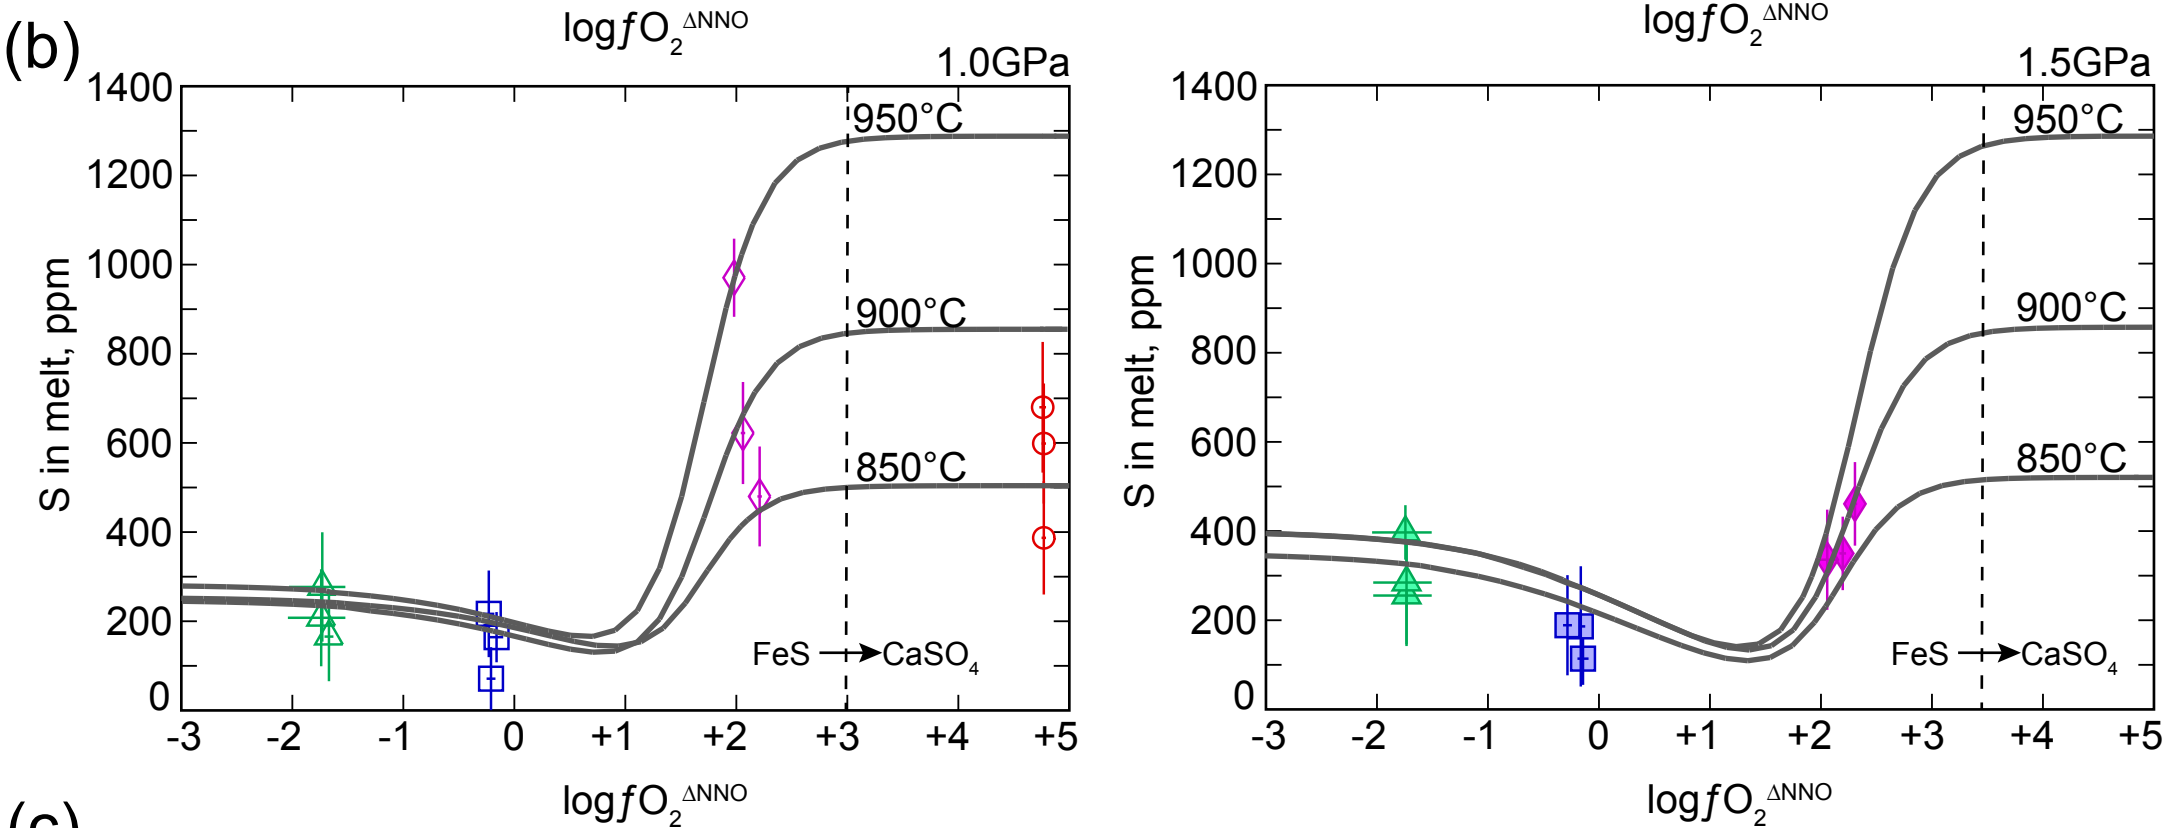 (b)
logƒO₂ᐞNNO
1.0GPa
1400
1200
1000
800
600
400
200
0
S in melt, ppm
950°C
900°C
850°C
FeS → CaSO₄
-3 -2 -1 0 +1 +2 +3 +4 +5
logƒO₂ΔNNO
logƒO₂ΔNNO
1.5GPa
1400
1200
1000
800
600
400
200
0
S in melt, ppm
950°C
900°C
850°C
FeS → CaSO₄
-3 -2 -1 0 +1 +2 +3 +4 +5
logƒO₂ΔNNO
(c)